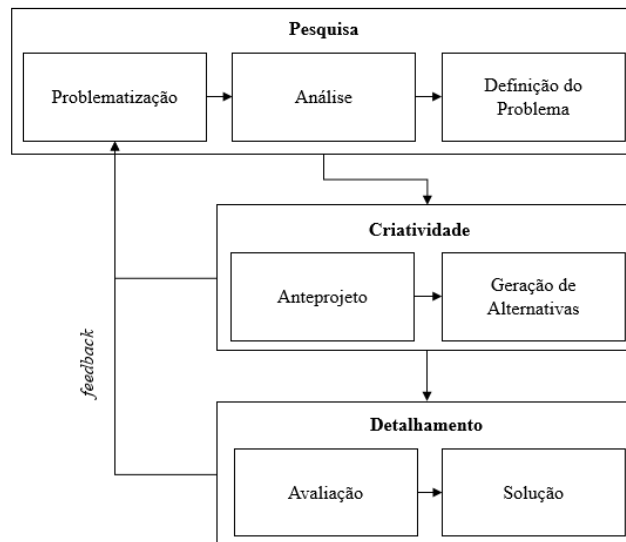 Pesquisa
Problematização
Análise
Definição do
Problema
Criatividade
Anteprojeto
Geração de
Alternativas
feedback
Detalhamento
Avaliação
Solução